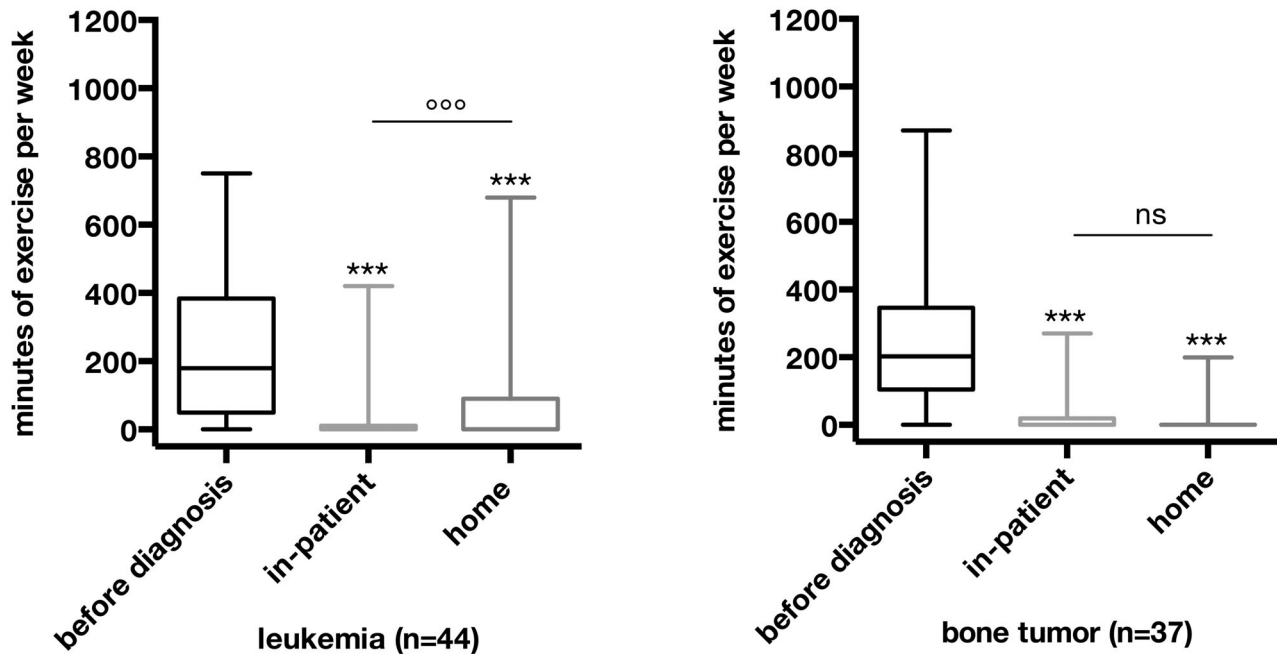 minutes of exercise per week
1200
1000
800
600
400
200
0
***
°°°
***
before diagnosis
in-patient
home
leukemia (n=44)
minutes of exercise per week
1200
1000
800
600
400
200
0
***
ns
***
before diagnosis
in-patient
home
bone tumor (n=37)